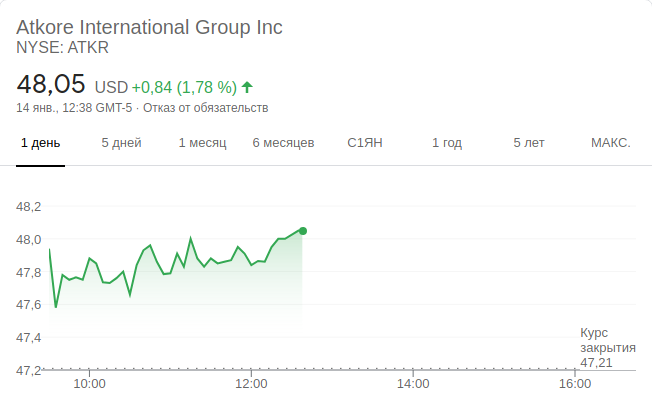 Atkore International Group Inc
NYSE: ATKR
48,05 USD +0,84 (1,78 %)
14 янв., 12:38 GMT-5 · Отказ от обязательств
1 день 5 дней 1 месяц 6 месяцев С1ЯН 1 год 5 лет МАКС.
48,2
48,0
47,8
47,6
47,4
Курс
закрытия
47,21
47,2
10:00 12:00 14:00 16:00